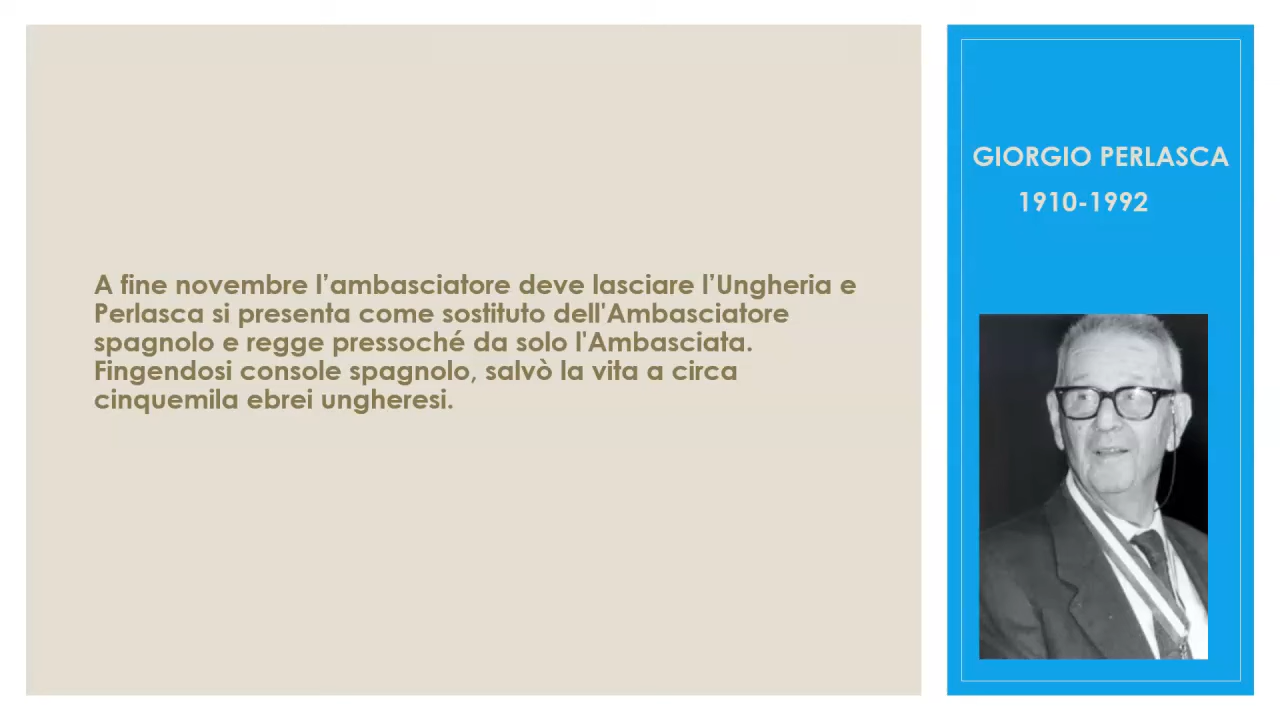 A fine novembre l’ambasciatore deve lasciare l’Ungheria e
Perlasca si presenta come sostituto dell'Ambasciatore
spagnolo e regge pressoché da solo l'Ambasciata.
Fingendosi console spagnolo, salvò la vita a circa
cinquemila ebrei ungheresi.
GIORGIO PERLASCA
1910-1992